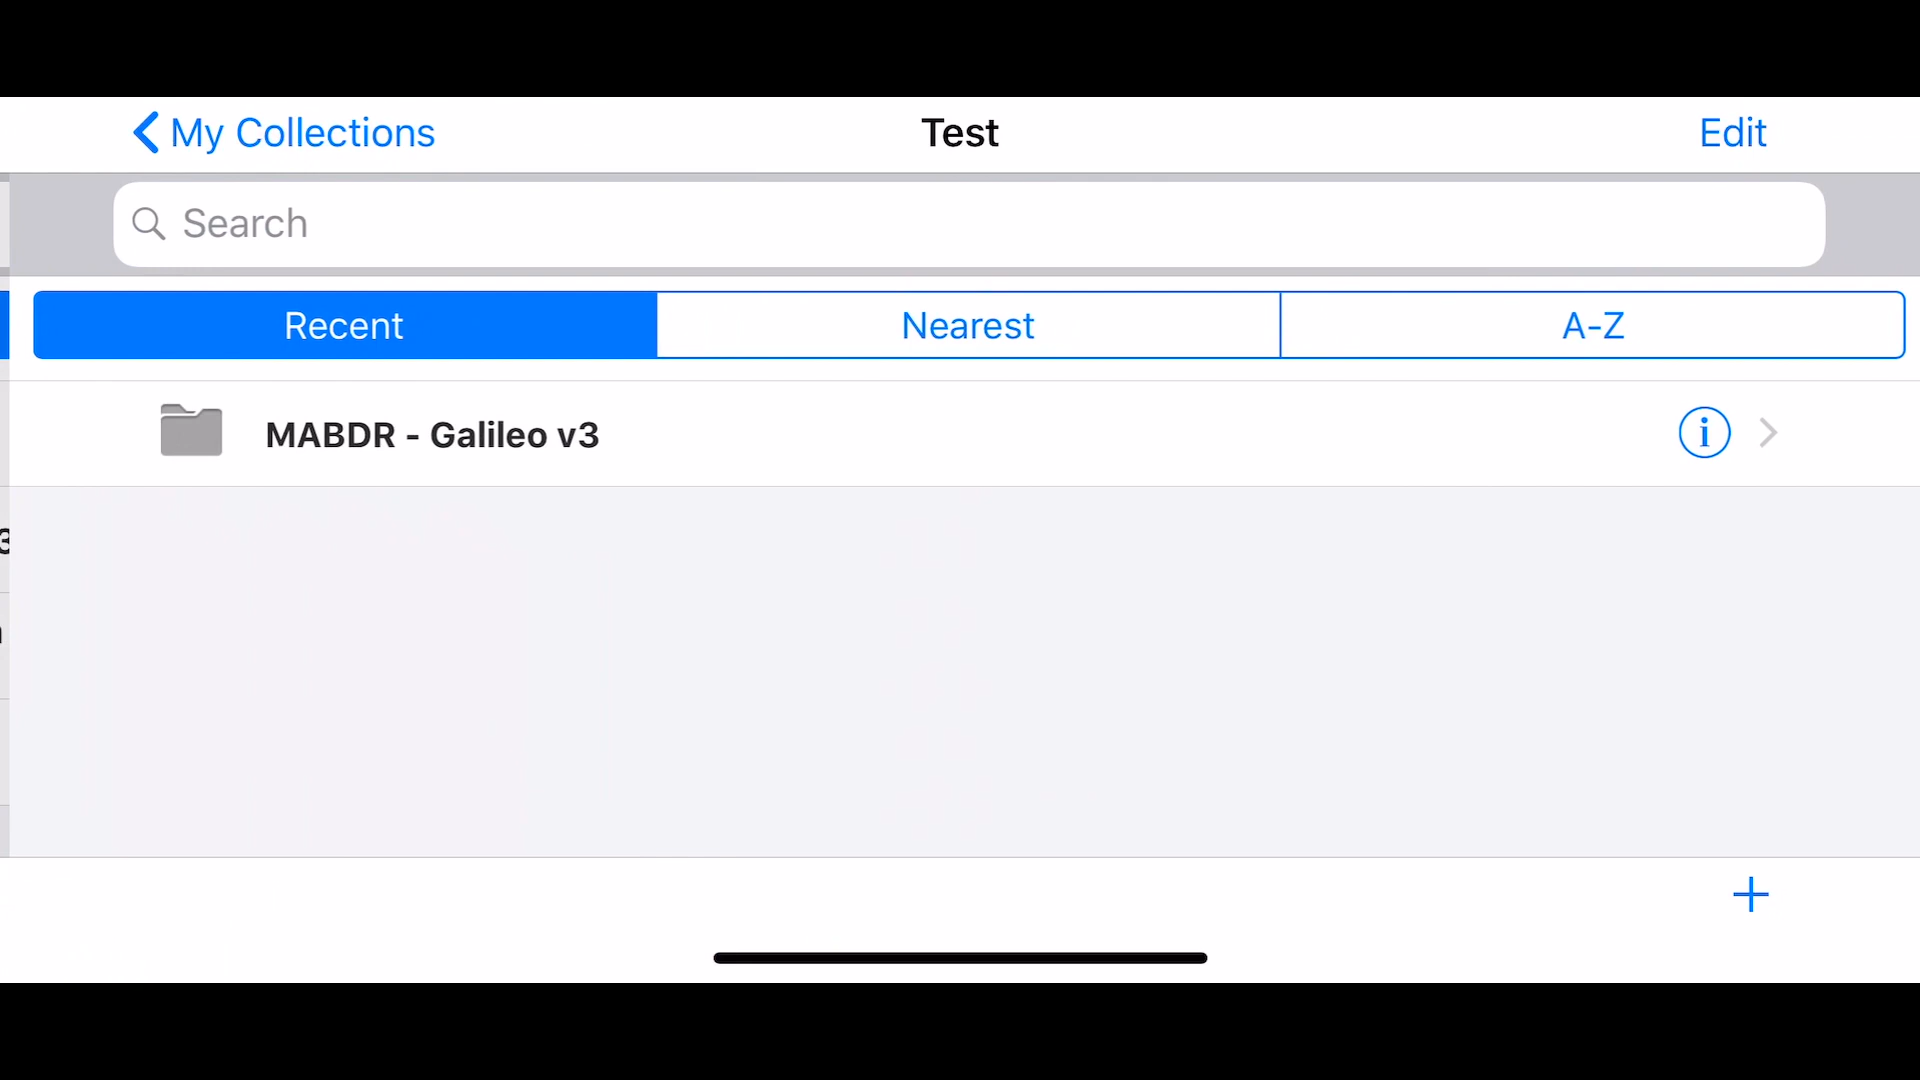 My Collections
Test
Edit
Search
Recent
Nearest
A-Z
MABDR - Galileo v3